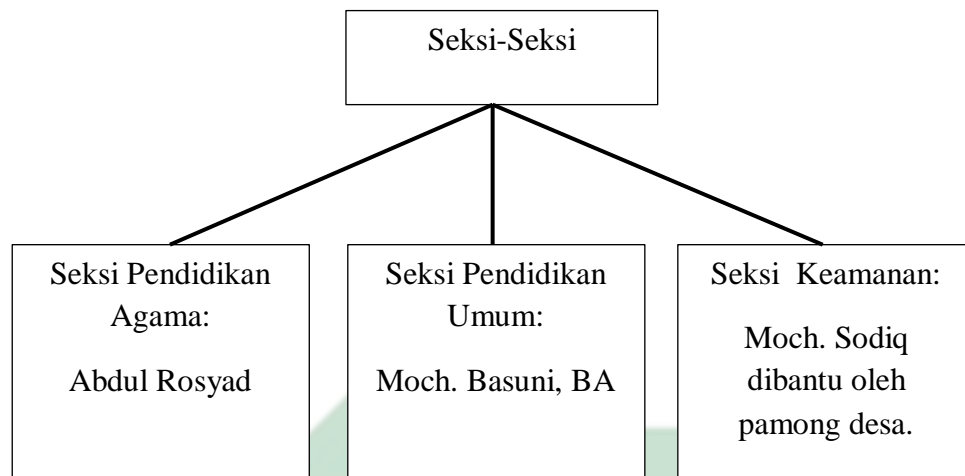 Seksi-Seksi
Seksi Pendidikan
Agama:
Abdul Rosyad
Seksi Pendidikan
Umum:
Moch. Basuni, BA
Seksi Keamanan:
Moch. Sodiq
dibantu oleh
pamong desa.